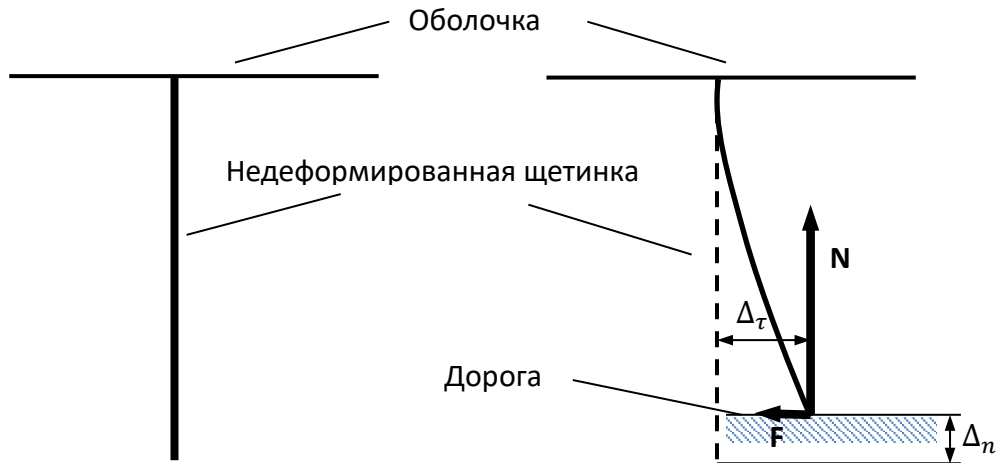 Оболочка
Недеформированная щетинка
N
Δτ
Дорога
F
Δn